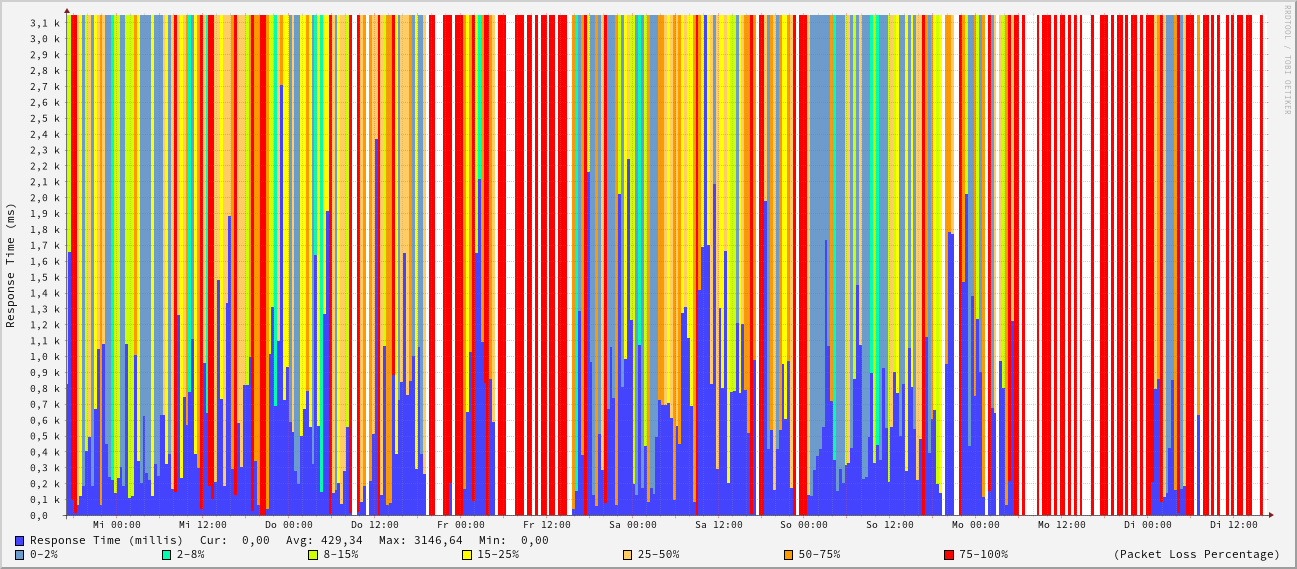 3,1 k
3,0 k
2,9 k
2,8 k
2,7 k
2,6 k
2,5 k
2,4 k
2,3 k
2,2 k
2,1 k
2,0 k
1,9 k
1,8 k
1,7 k
1,6 k
1,5 k
1,4 k
1,3 k
1,2 k
1,1 k
1,0 k
0,9 k
0,8 k
0,7 k
0,6 k
0,5 k
0,4 k
0,3 k
0,2 k
0,1 k
0,0
Response Time (ms)
RRDTOOL / TOBI OETIKER
Mi 00:00 Mi 12:00 Do 00:00 Do 12:00 Fr 00:00 Fr 12:00 Sa 00:00 Sa 12:00 So 00:00 So 12:00 Mo 00:00 Mo 12:00 Di 00:00 Di 12:00
Response Time (millis) Cur: 0,00 Avg: 429,34 Max: 3146,64 Min: 0,00
0-2% 2-8% 8-15% 15-25% 25-50% 50-75% 75-100% (Packet Loss Percentage)